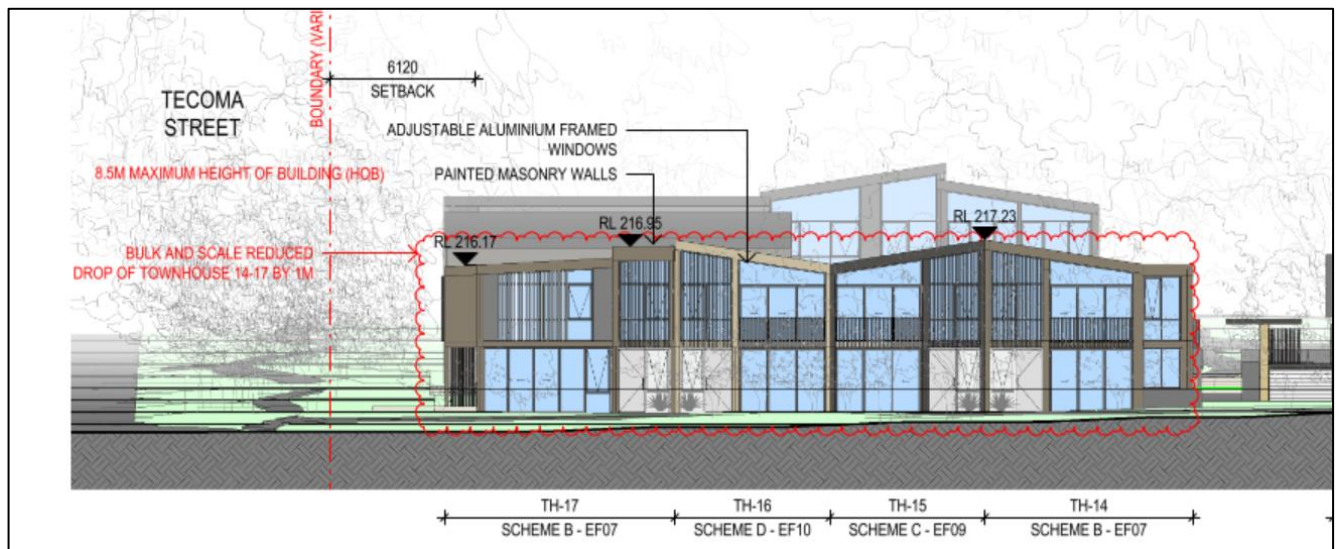 BOUNDARY (VARI
6120
SETBACK
TECOMA
STREET
ADJUSTABLE ALUMINIUM FRAMED
WINDOWS
8.5M MAXIMUM HEIGHT OF BUILDING (HOB)
PAINTED MASONRY WALLS
RL 216.95
RL 217.23
RL 216.17
BULK AND SCALE REDUCED
DROP OF TOWNHOUSE 14-17 BY 1M
TH-17
TH-16
TH-15
TH-14
SCHEME B - EF07
SCHEME D - EF10
SCHEME C - EF09
SCHEME B - EF07